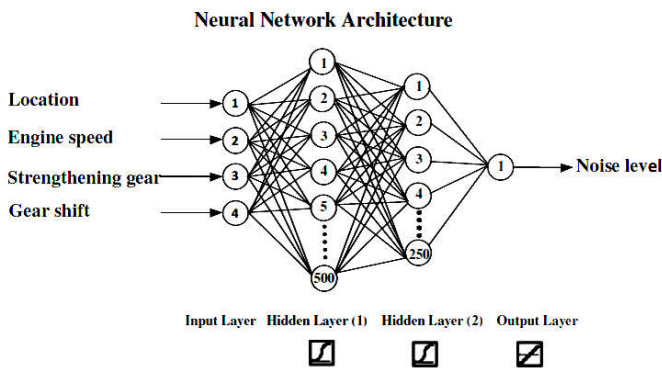 Neural Network Architecture
Location
Engine speed
Strengthening gear
Gear shift
1
2
3
4
1
2
3
4
5
500
1
2
3
4
250
1
Noise level
Input Layer Hidden Layer (1) Hidden Layer (2) Output Layer